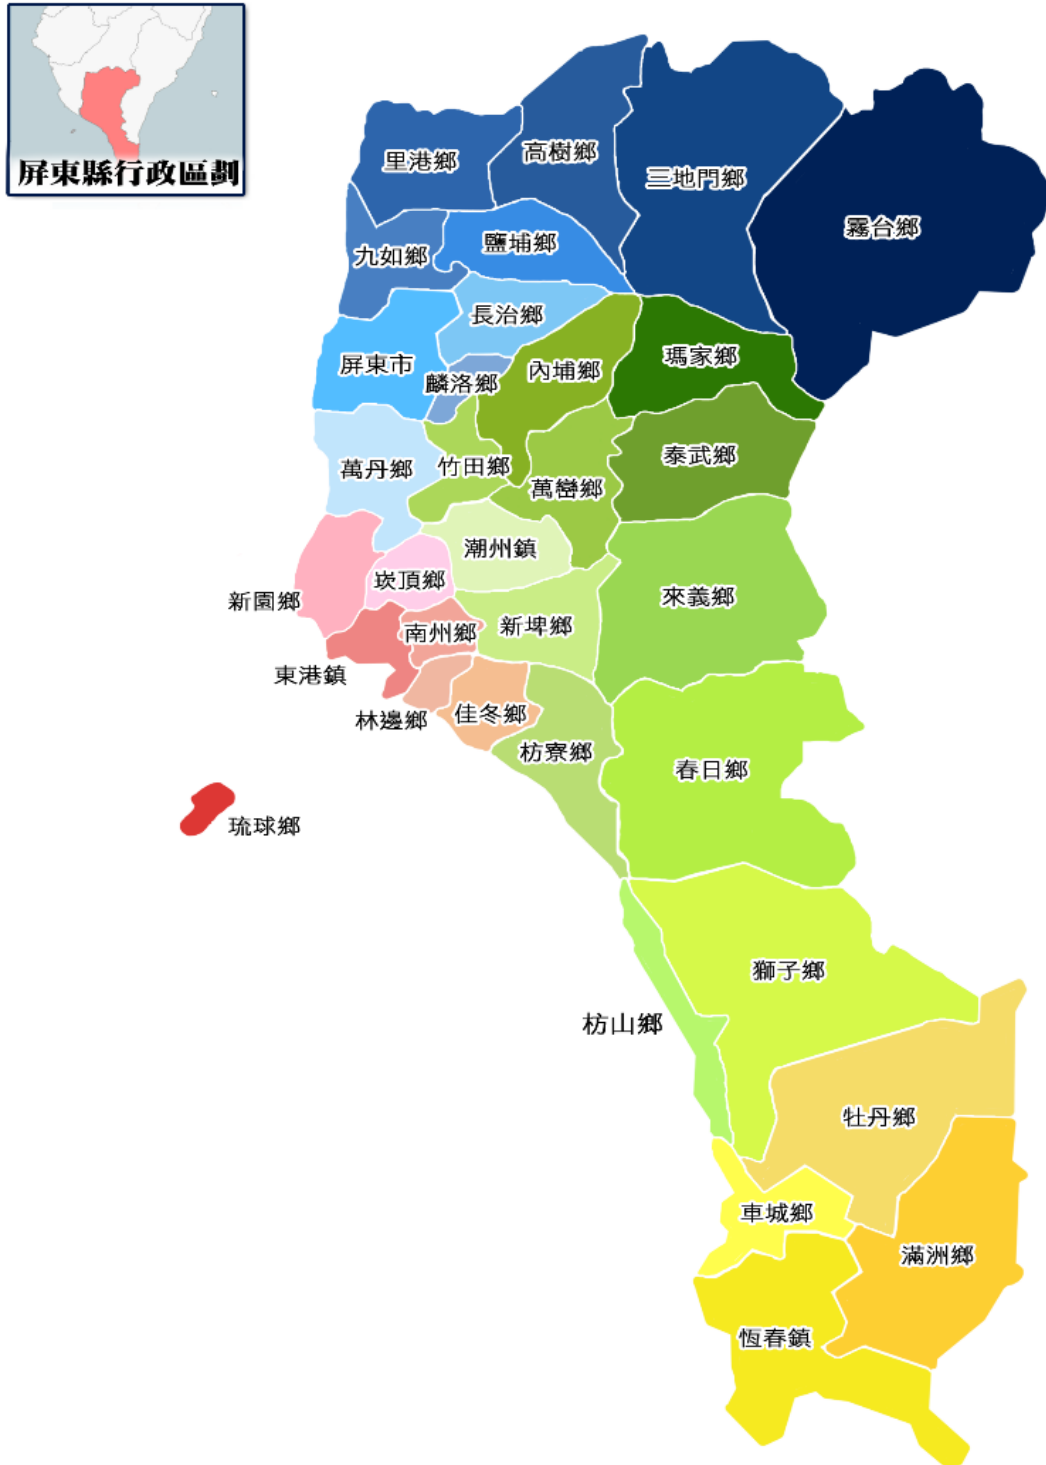 屏東縣行政區劃
里港鄉
高樹鄉
三地門鄉
霧台鄉
九如鄉
鹽埔鄉
長治鄉
屏東市
麟洛鄉
內埔鄉
瑪家鄉
萬丹鄉
竹田鄉
萬巒鄉
泰武鄉
潮州鎮
新園鄉
崁頂鄉
來義鄉
南州鄉
新埤鄉
東港鎮
林邊鄉
佳冬鄉
枋寮鄉
春日鄉
琉球鄉
獅子鄉
枋山鄉
牡丹鄉
車城鄉
滿洲鄉
恆春鎮